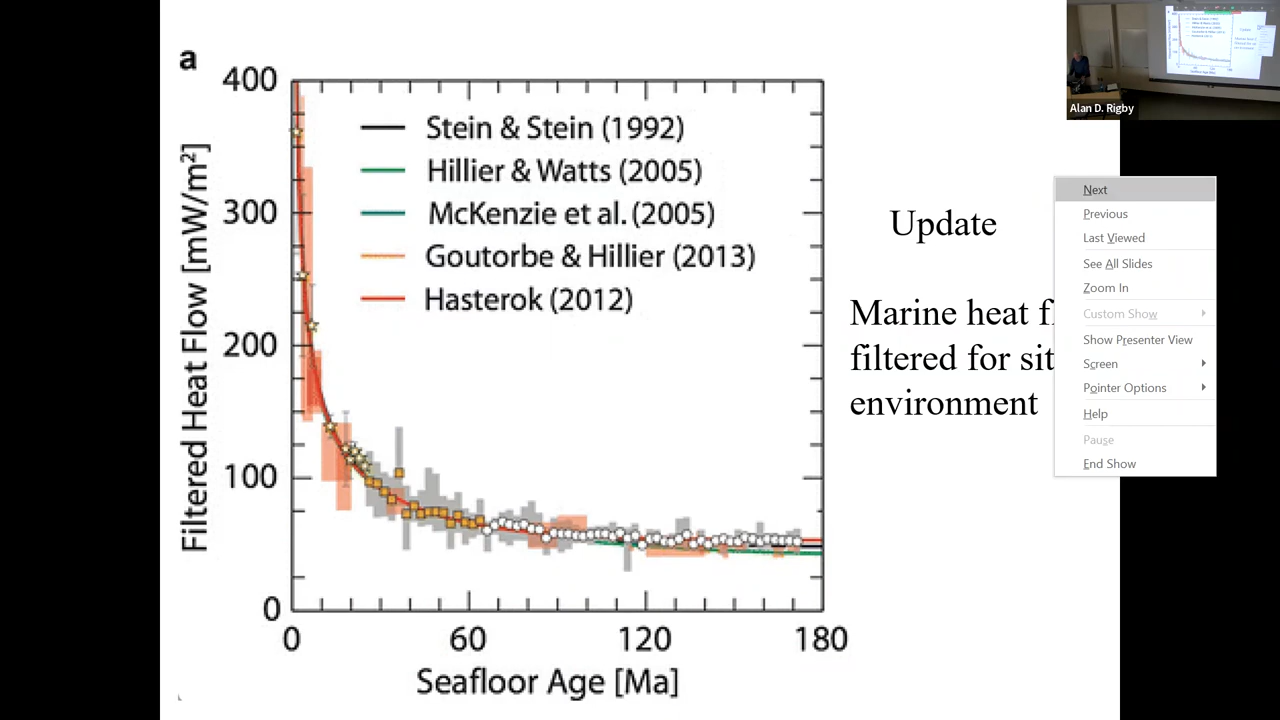 a
400
300
200
100
0
Filtered Heat Flow [mW/m²]
Stein & Stein (1992)
Hillier & Watts (2005)
McKenzie et al. (2005)
Goutorbe & Hillier (2013)
Hasterok (2012)
0
60
120
180
Seafloor Age [Ma]
Update
Marine heat fl
filtered for sit
environment
Alan D. Rigby
Next
Previous
Last Viewed
See All Slides
Zoom In
Custom Show
Show Presenter View
Screen
Pointer Options
Help
Pause
End Show